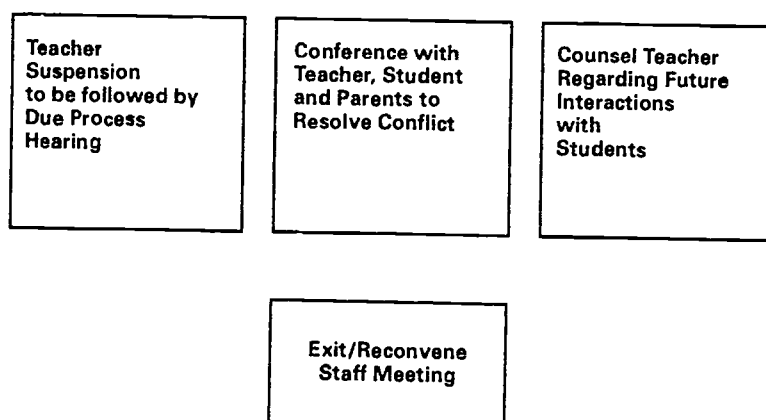 Teacher
Suspension
to be followed by
Due Process
Hearing
Conference with
Teacher, Student
and Parents to
Resolve Conflict
Counsel Teacher
Regarding Future
Interactions
with
Students
Exit/Reconvene
Staff Meeting